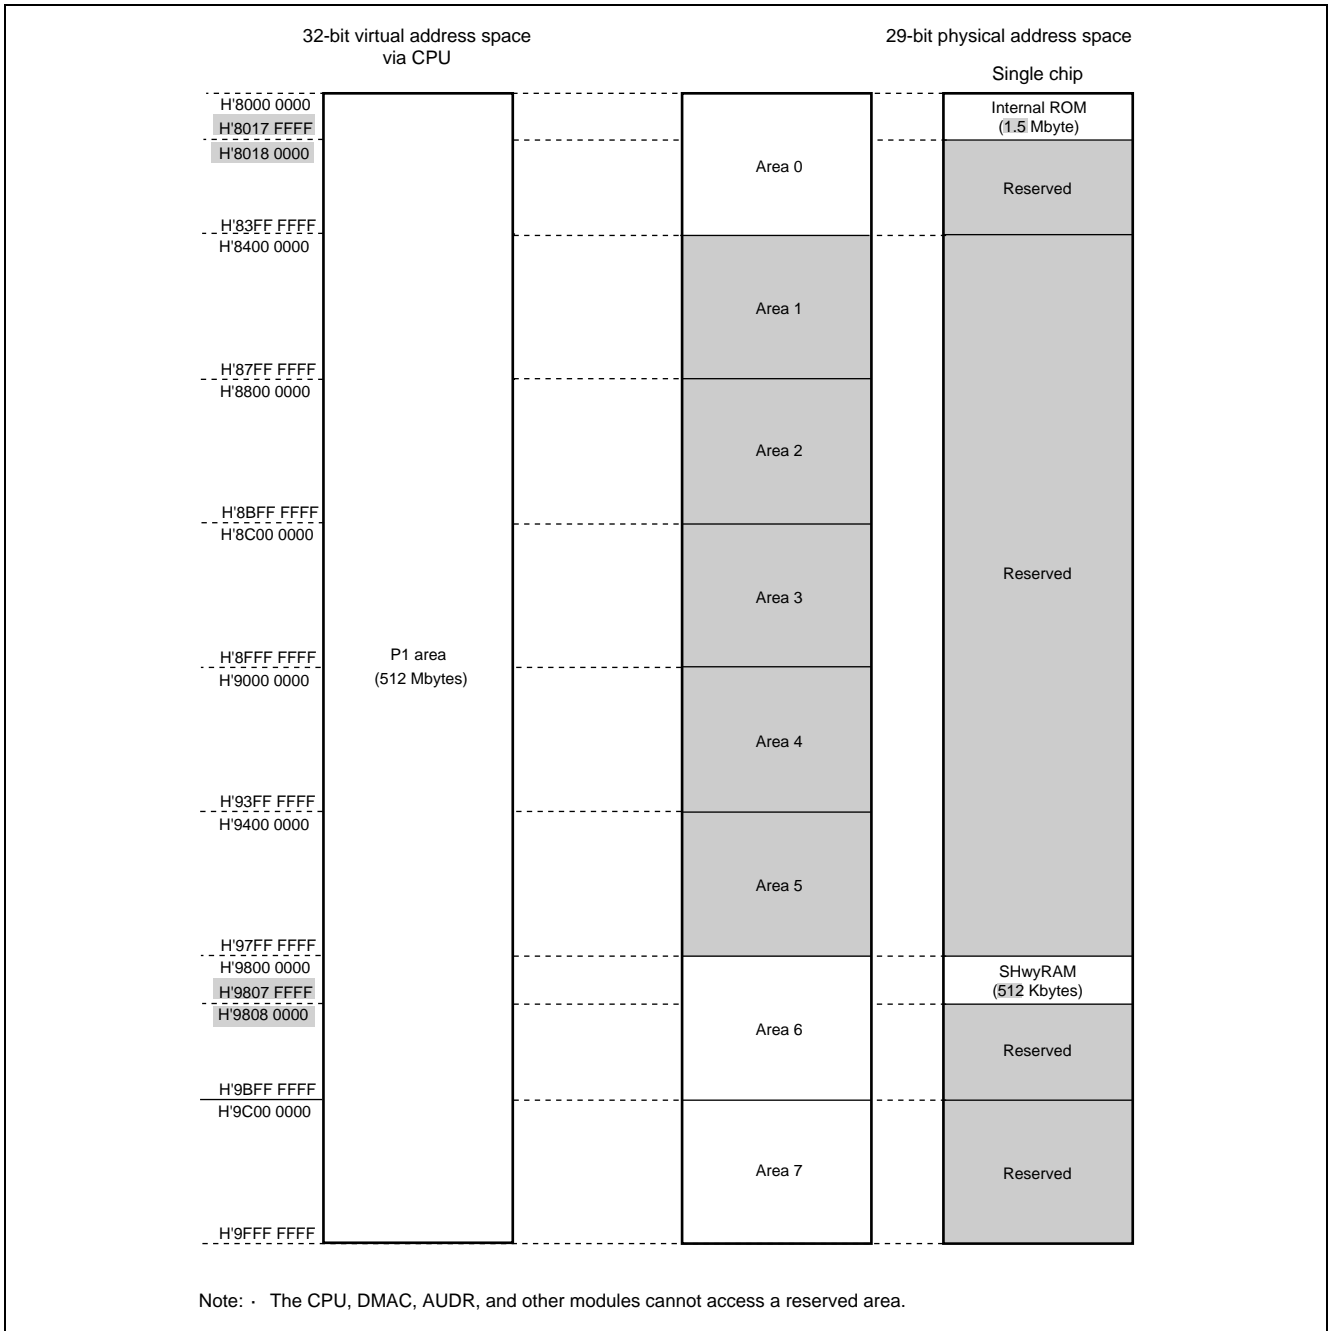 32-bit virtual address space
via CPU
29-bit physical address space
Single chip
H'8000 0000
H'8017 FFFF
H'8018 0000
H'83FF FFFF
H'8400 0000
H'87FF FFFF
H'8800 0000
H'8BFF FFFF
H'8C00 0000
H'8FFF FFFF
H'9000 0000
H'93FF FFFF
H'9400 0000
H'97FF FFFF
H'9800 0000
H'9807 FFFF
H'9808 0000
H'9BFF FFFF
H'9C00 0000
H'9FFF FFFF
P1 area
(512 Mbytes)
Area 0
Area 1
Area 2
Area 3
Area 4
Area 5
Area 6
Area 7
Internal ROM
(1.5 Mbyte)
Reserved
Reserved
SHwyRAM
(512 Kbytes)
Reserved
Reserved
Note: · The CPU, DMAC, AUDR, and other modules cannot access a reserved area.